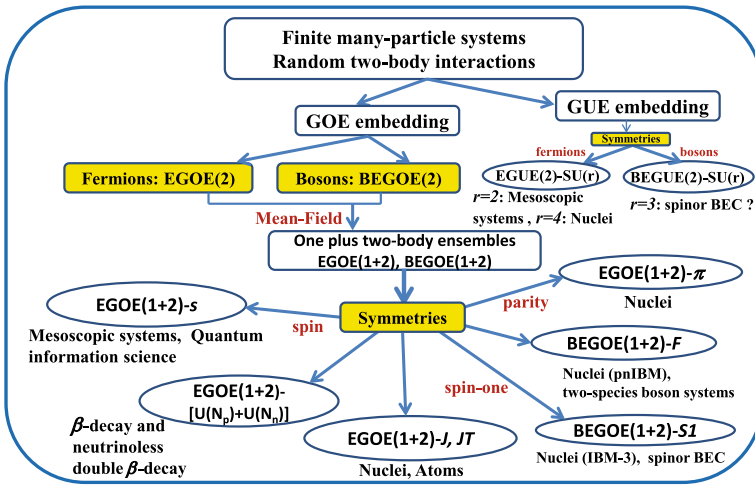 Finite many-particle systems
Random two-body interactions
GOE embedding
GUE embedding
Symmetries
fermions
bosons
EGUE(2)-SU(r)
BEGUE(2)-SU(r)
r=2: Mesoscopic
systems , r=4: Nuclei
r=3: spinor BEC ?
Fermions: EGOE(2)
Bosons: BEGOE(2)
Mean-Field
One plus two-body ensembles
EGOE(1+2), BEGOE(1+2)
Symmetries
spin
EGOE(1+2)-s
Mesoscopic systems, Quantum
information science
parity
EGOE(1+2)-π
Nuclei
BEGOE(1+2)-F
Nuclei (pnIBM),
two-species boson systems
spin-one
BEGOE(1+2)-S1
Nuclei (IBM-3), spinor BEC
EGOE(1+2)-
[U(Np)+U(Nn)]
β-decay and
neutrinoless
double β-decay
EGOE(1+2)-J, JT
Nuclei, Atoms